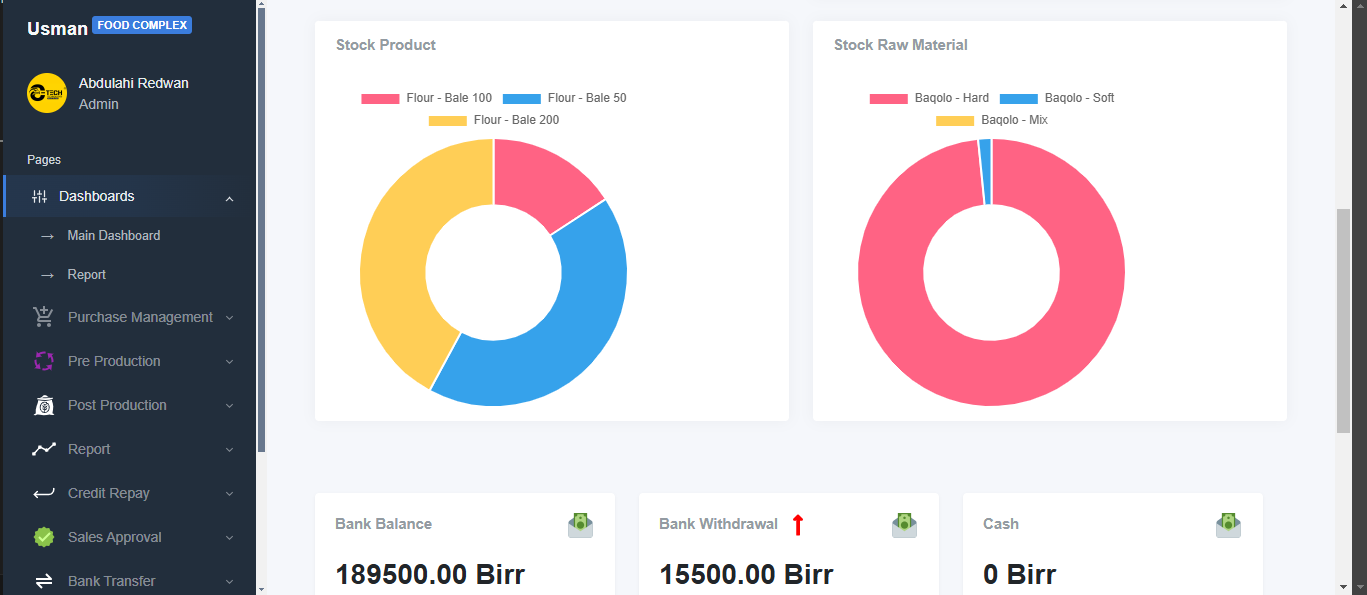 Usman FOOD COMPLEX
Abdulahi Redwan
Admin
Pages
Dashboards
Main Dashboard
Report
Purchase Management
Pre Production
Post Production
Report
Credit Repay
Sales Approval
Bank Transfer
Stock Product
Flour - Bale 100 Flour - Bale 50
Flour - Bale 200
Stock Raw Material
Baqolo - Hard Baqolo - Soft
Baqolo - Mix
Bank Balance
189500.00 Birr
Bank Withdrawal
15500.00 Birr
Cash
0 Birr